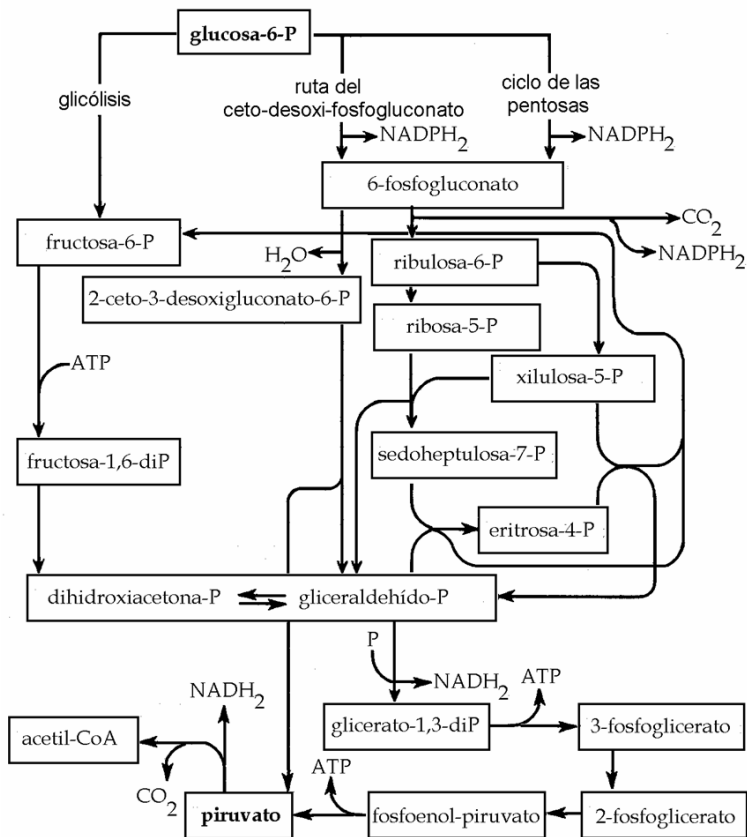 glucosa-6-P
glicólisis
ruta del
ceto-desoxi-fosfogluconato
ciclo de las
pentosas
NADPH2
NADPH2
6-fosfogluconato
CO2
fructosa-6-P
H2O
ribulosa-6-P
NADPH2
2-ceto-3-desoxigluconato-6-P
ribosa-5-P
ATP
xilulosa-5-P
fructosa-1,6-diP
sedoheptulosa-7-P
eritrosa-4-P
dihidroxiacetona-P
gliceraldehído-P
P
NADH2
NADH2
ATP
acetil-CoA
glicerato-1,3-diP
3-fosfoglicerato
CO2
ATP
piruvato
fosfoenol-piruvato
2-fosfoglicerato